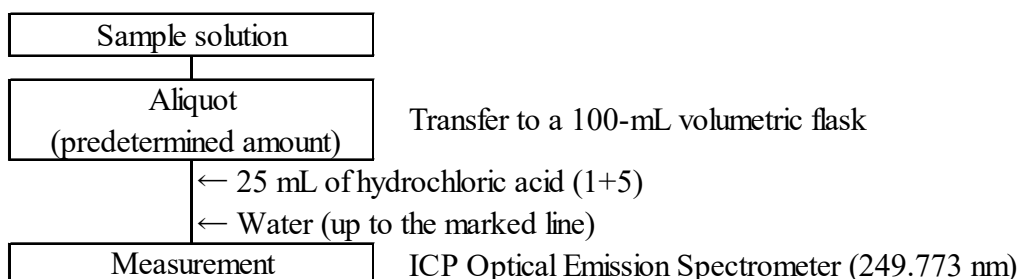 Sample solution
Aliquot
(predetermined amount)
Transfer to a 100-mL volumetric flask
← 25 mL of hydrochloric acid (1+5)
← Water (up to the marked line)
Measurement
ICP Optical Emission Spectrometer (249.773 nm)